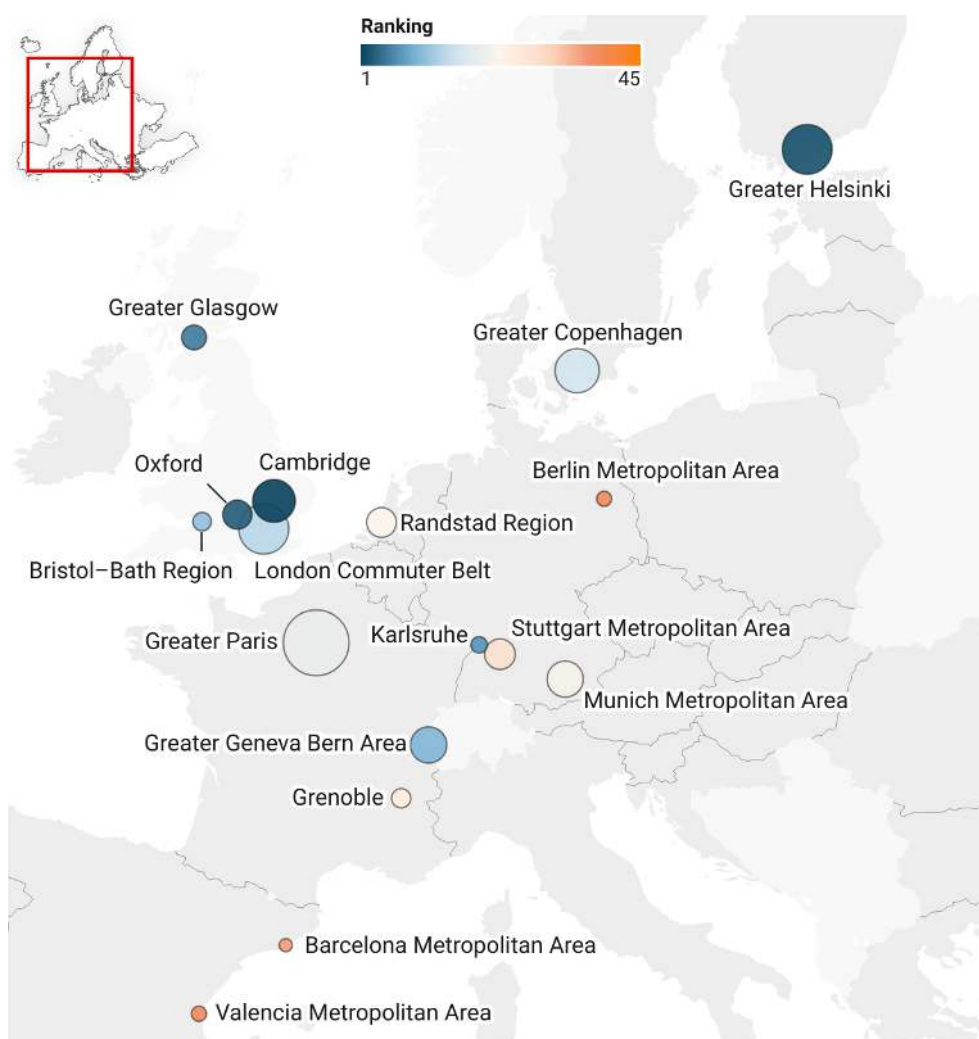 Ranking
1 45
Greater Helsinki
Greater Glasgow
Greater Copenhagen
Oxford
Cambridge
Berlin Metropolitan Area
Randstad Region
Bristol–Bath Region
London Commuter Belt
Greater Paris
Karlsruhe
Stuttgart Metropolitan Area
Munich Metropolitan Area
Greater Geneva Bern Area
Grenoble
Barcelona Metropolitan Area
Valencia Metropolitan Area